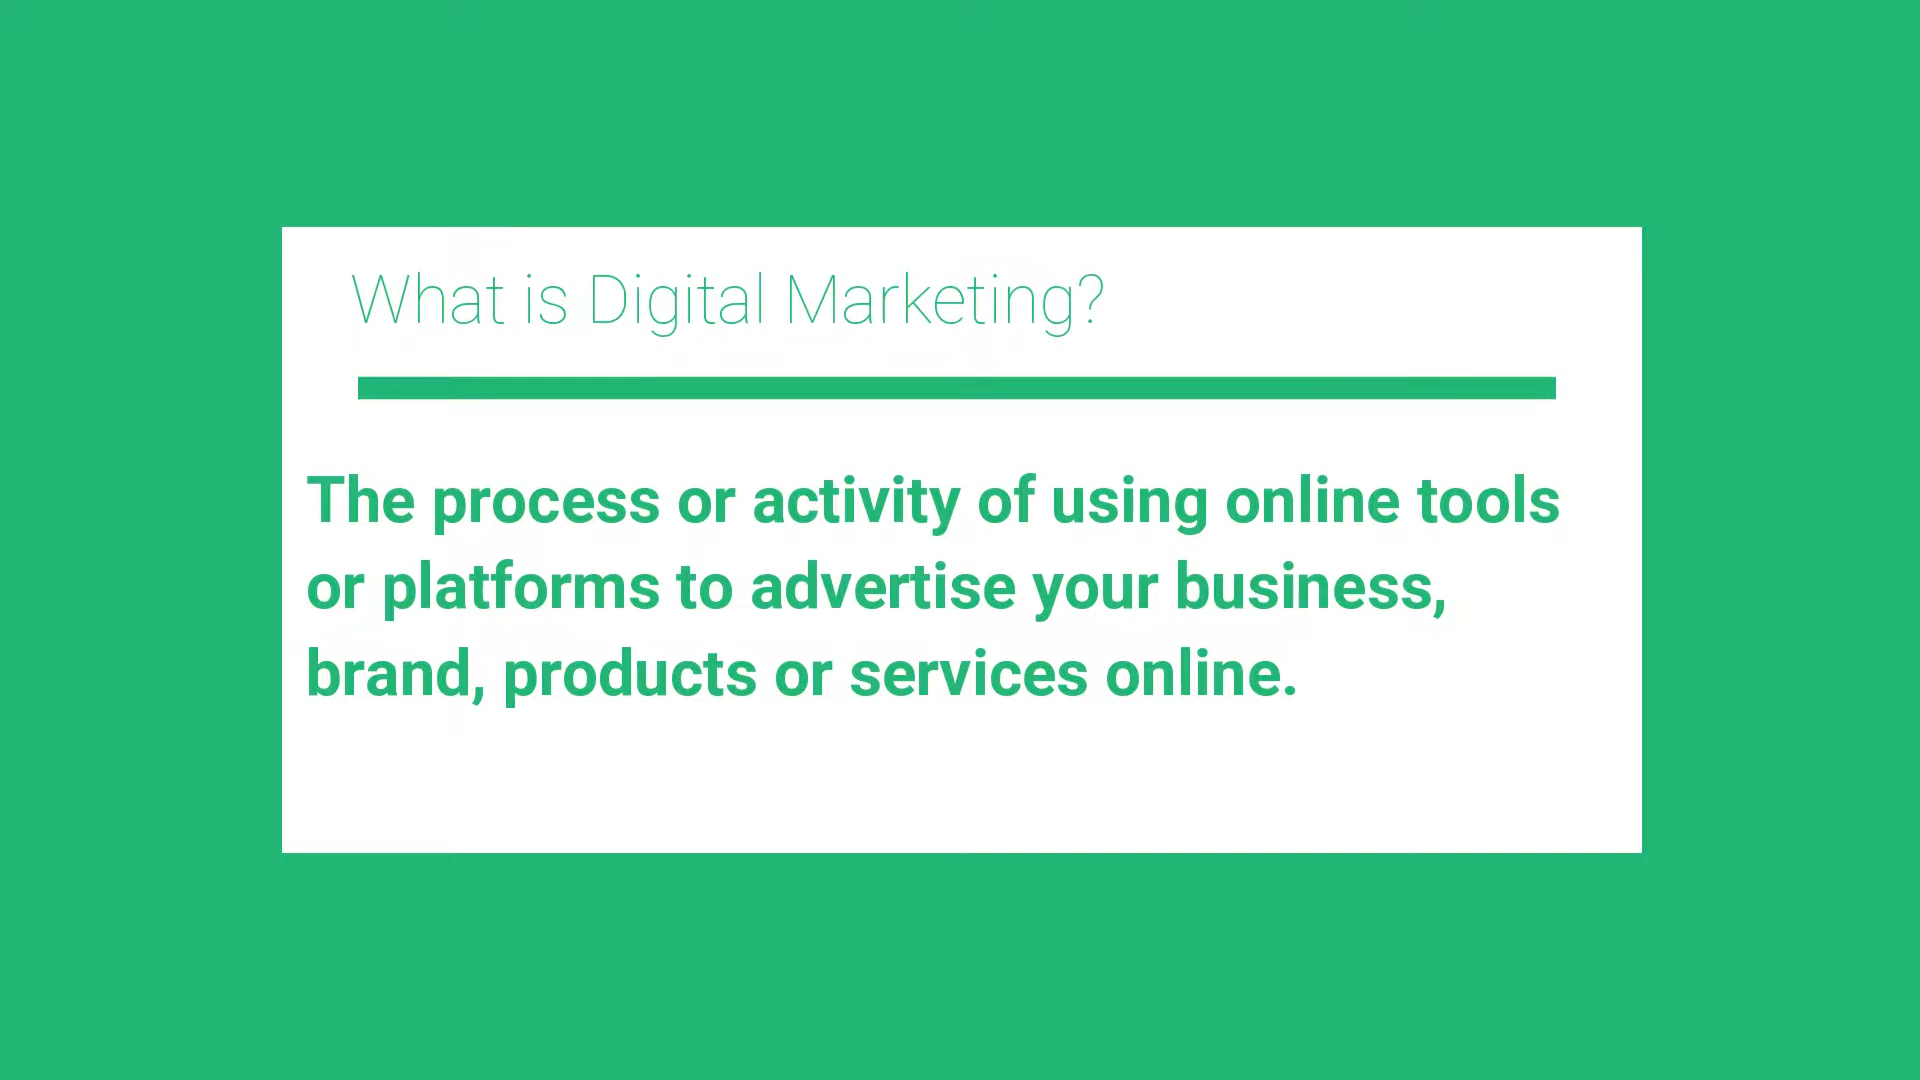 What is Digital Marketing?
The process or activity of using online tools
or platforms to advertise your business,
brand, products or services online.